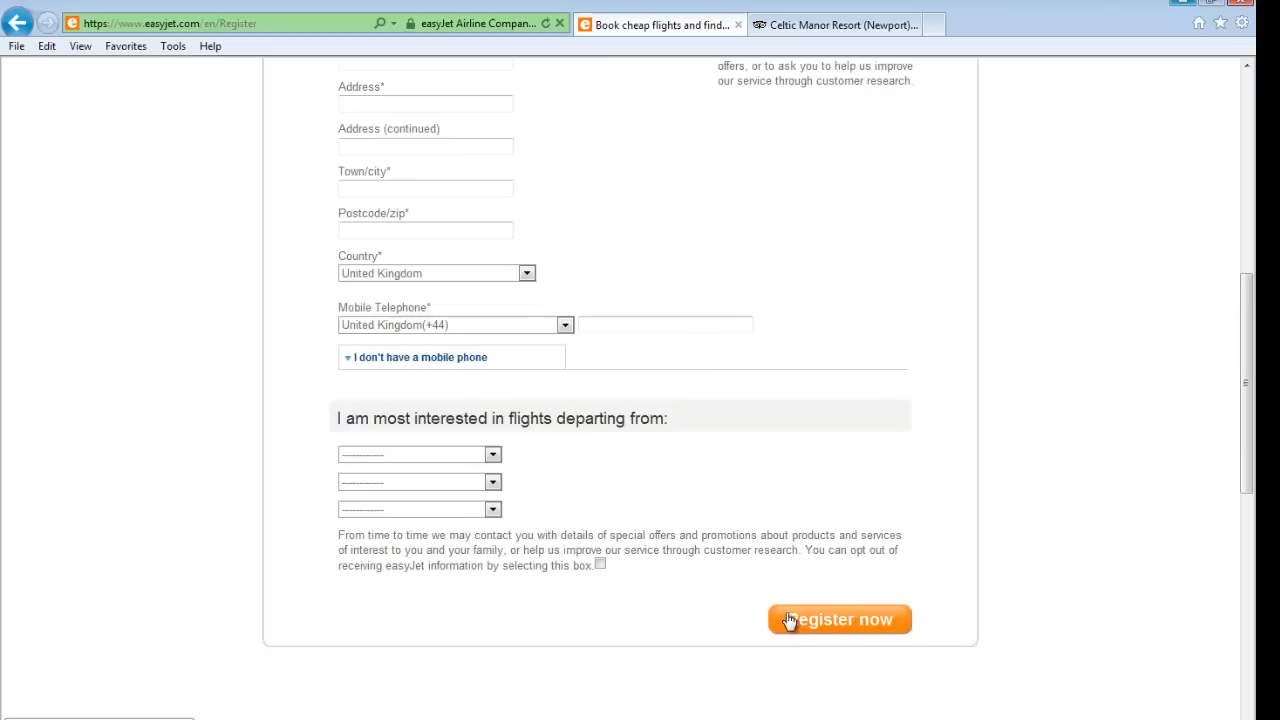 https://www.easyjet.com/en/Register
easyJet Airline Compan...
Book cheap flights and find...
Celtic Manor Resort (Newport)...
File Edit View Favorites Tools Help
offers, or to ask you to help us improve
our service through customer research.
Address*
Address (continued)
Town/city*
Postcode/zip*
Country*
United Kingdom
Mobile Telephone*
United Kingdom(+44)
I don't have a mobile phone
I am most interested in flights departing from:
-------------
-------------
-------------
From time to time we may contact you with details of special offers and promotions about products and services
of interest to you and your family, or help us improve our service through customer research. You can opt out of
receiving easyJet information by selecting this box.
Register now